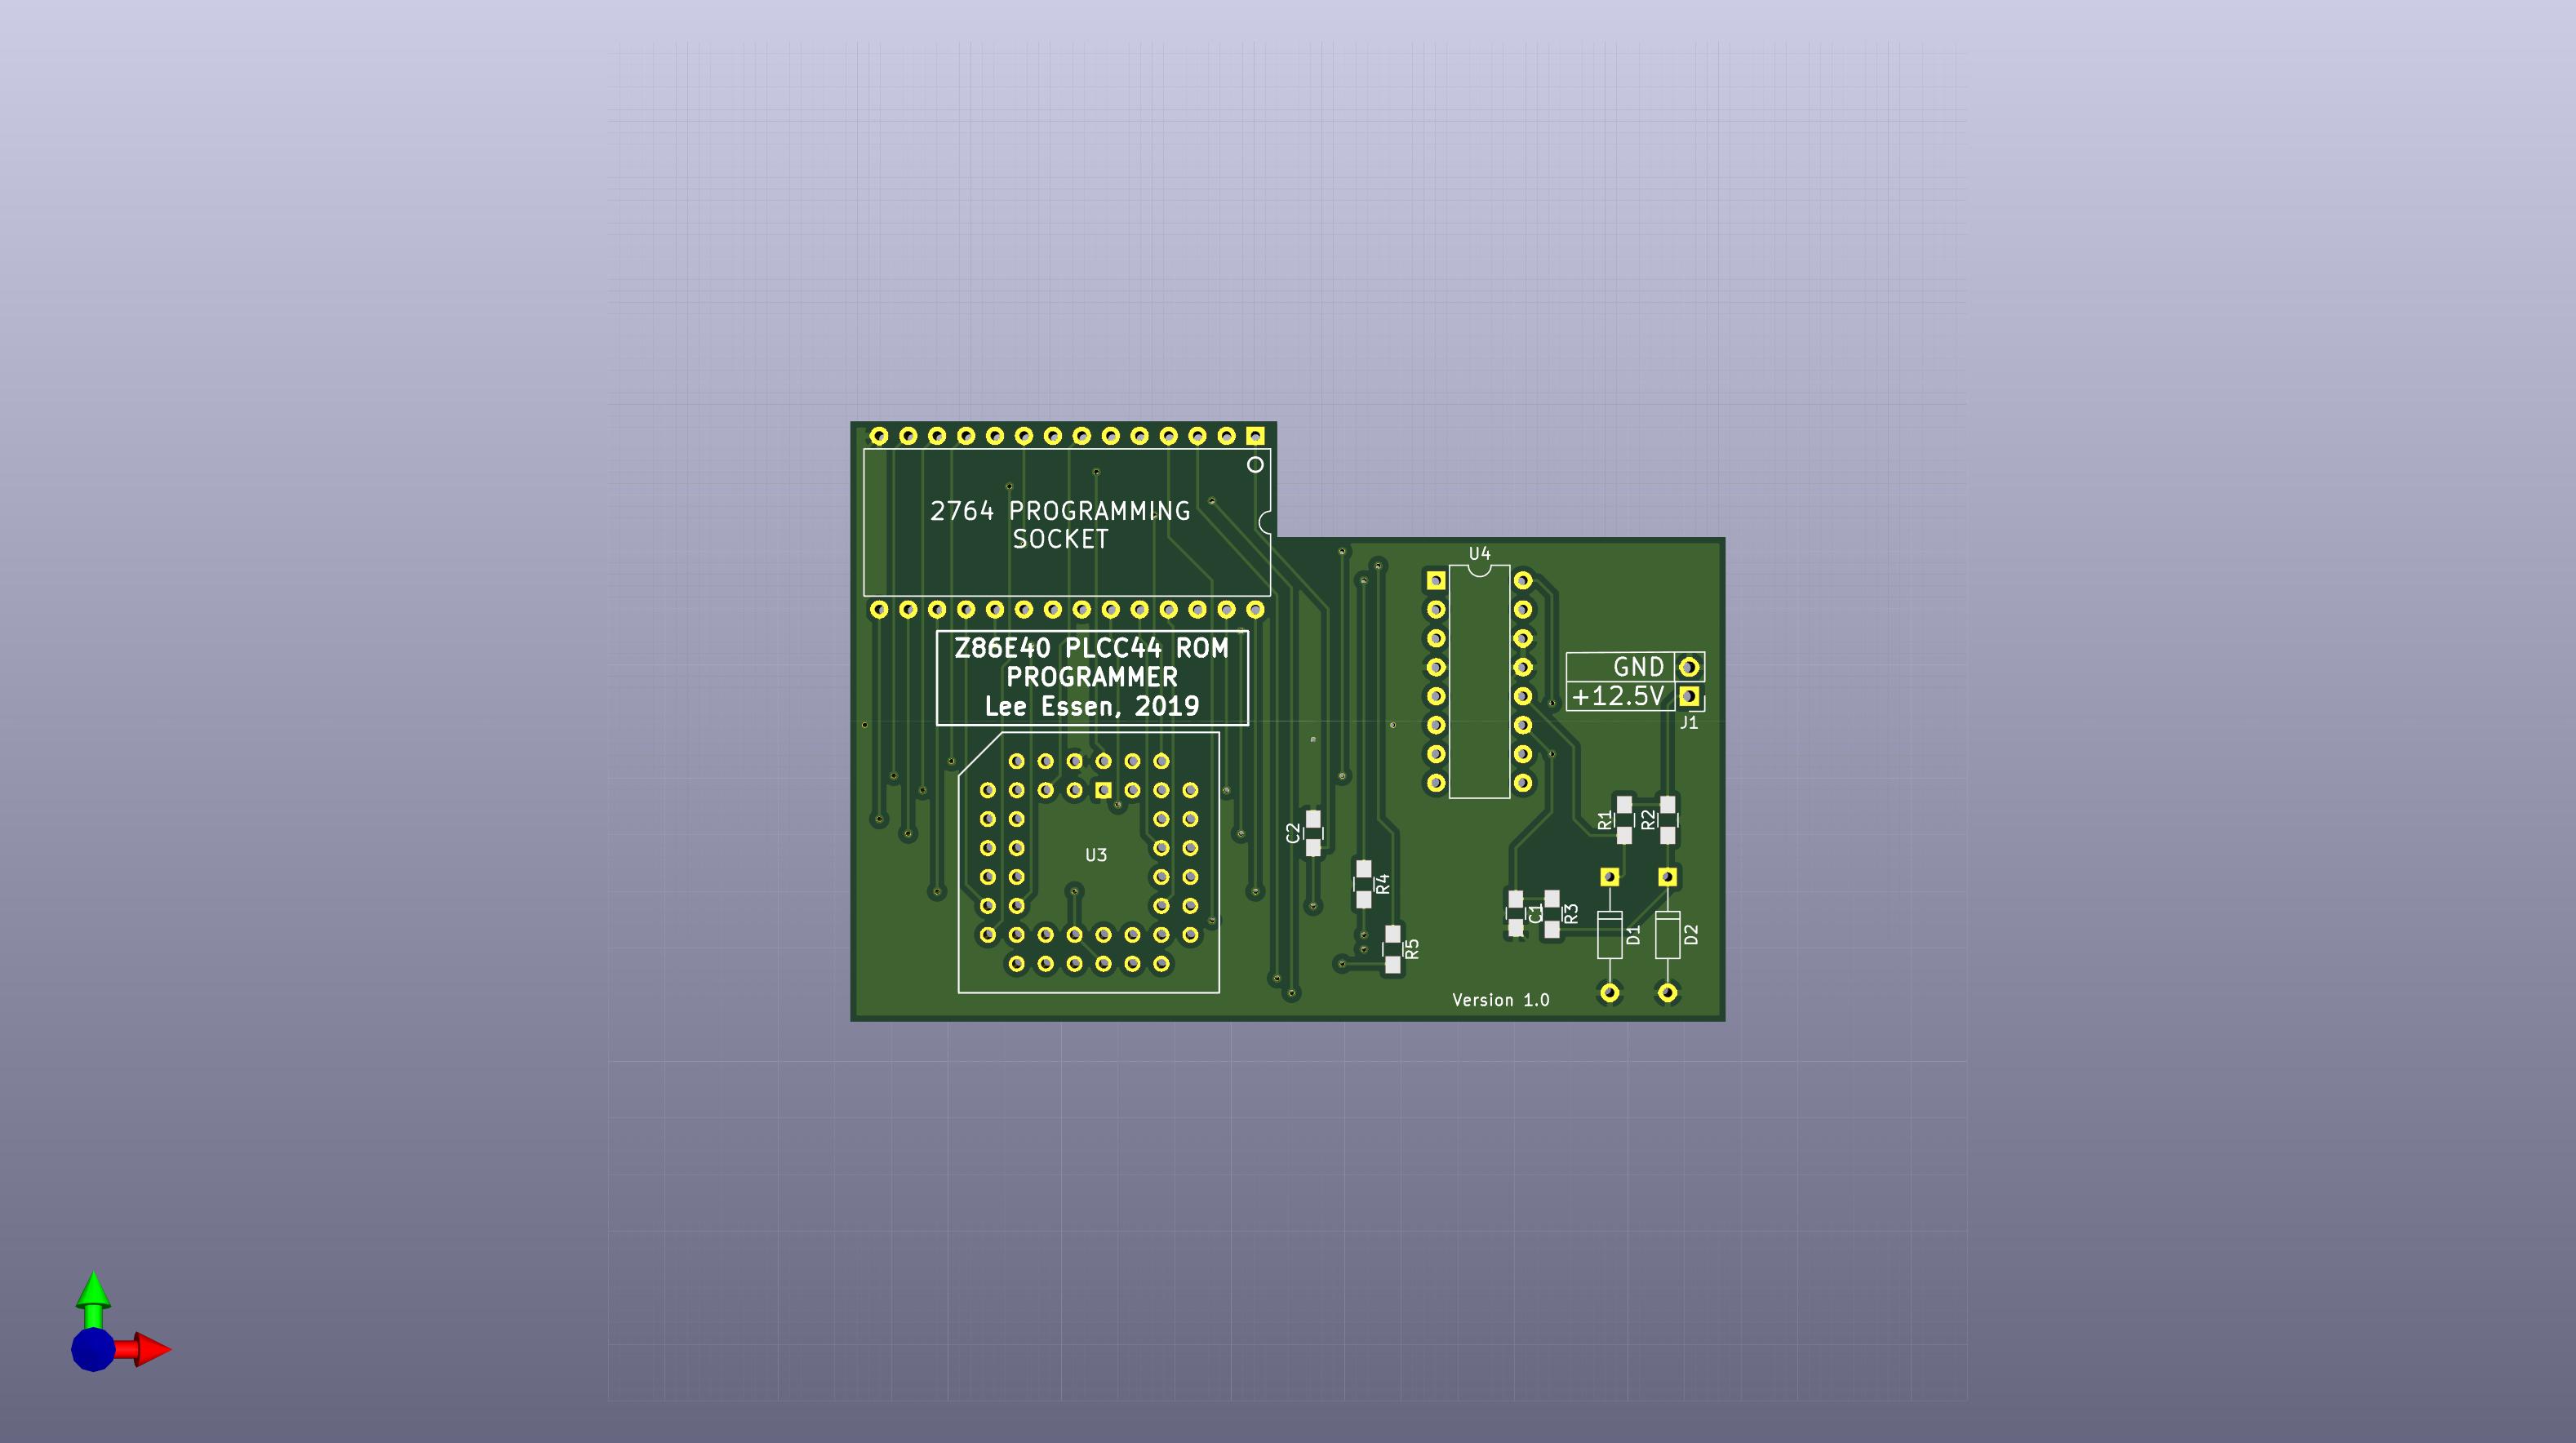 2764 PROGRAMMING
SOCKET
U4
Z86E40 PLCC44 ROM
PROGRAMMER
Lee Essen, 2019
GND
+12.5V
J1
U3
C2
R4
R5
R1
R2
C1
R3
D1
D2
Version 1.0